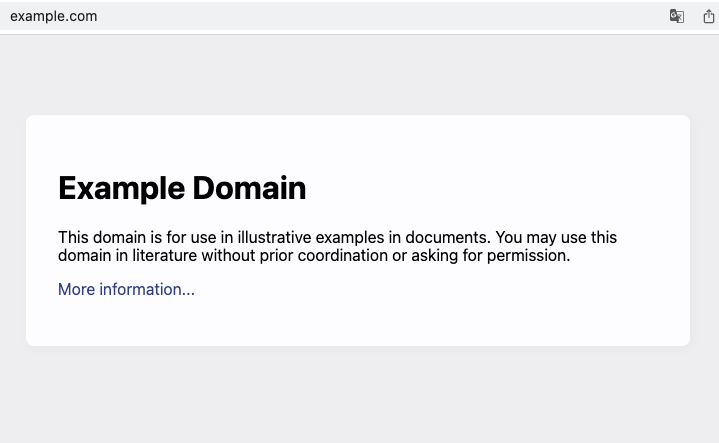 example.com
Example Domain
This domain is for use in illustrative examples in documents. You may use this
domain in literature without prior coordination or asking for permission.
More information...